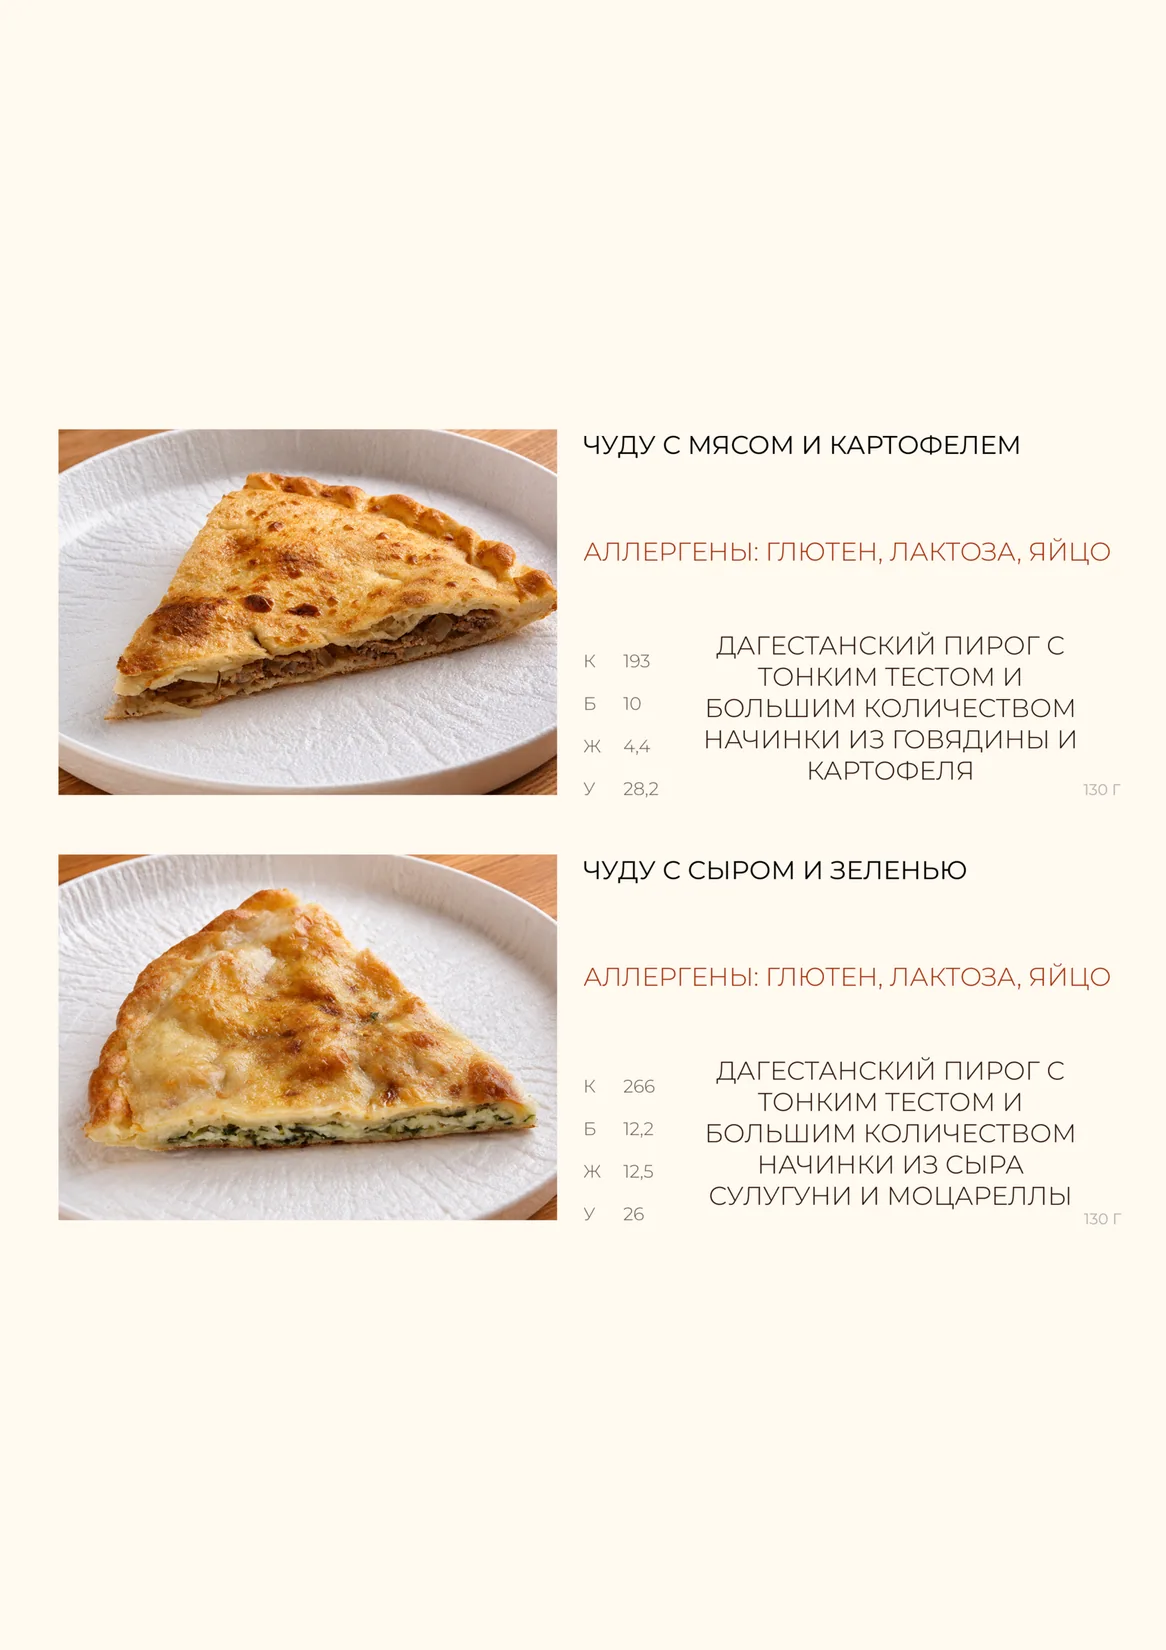 ЧУДУ С МЯСОМ И КАРТОФЕЛЕМ
АЛЛЕРГЕНЫ: ГЛЮТЕН, ЛАКТОЗА, ЯЙЦО
К 193
Б 10
Ж 4,4
У 28,2
ДАГЕСТАНСКИЙ ПИРОГ С
ТОНКИМ ТЕСТОМ И
БОЛЬШИМ КОЛИЧЕСТВОМ
НАЧИНКИ ИЗ ГОВЯДИНЫ И
КАРТОФЕЛЯ
130 Г
ЧУДУ С СЫРОМ И ЗЕЛЕНЬЮ
АЛЛЕРГЕНЫ: ГЛЮТЕН, ЛАКТОЗА, ЯЙЦО
К 266
Б 12,2
Ж 12,5
У 26
ДАГЕСТАНСКИЙ ПИРОГ С
ТОНКИМ ТЕСТОМ И
БОЛЬШИМ КОЛИЧЕСТВОМ
НАЧИНКИ ИЗ СЫРА
СУЛУГУНИ И МОЦАРЕЛЛЫ
130 Г